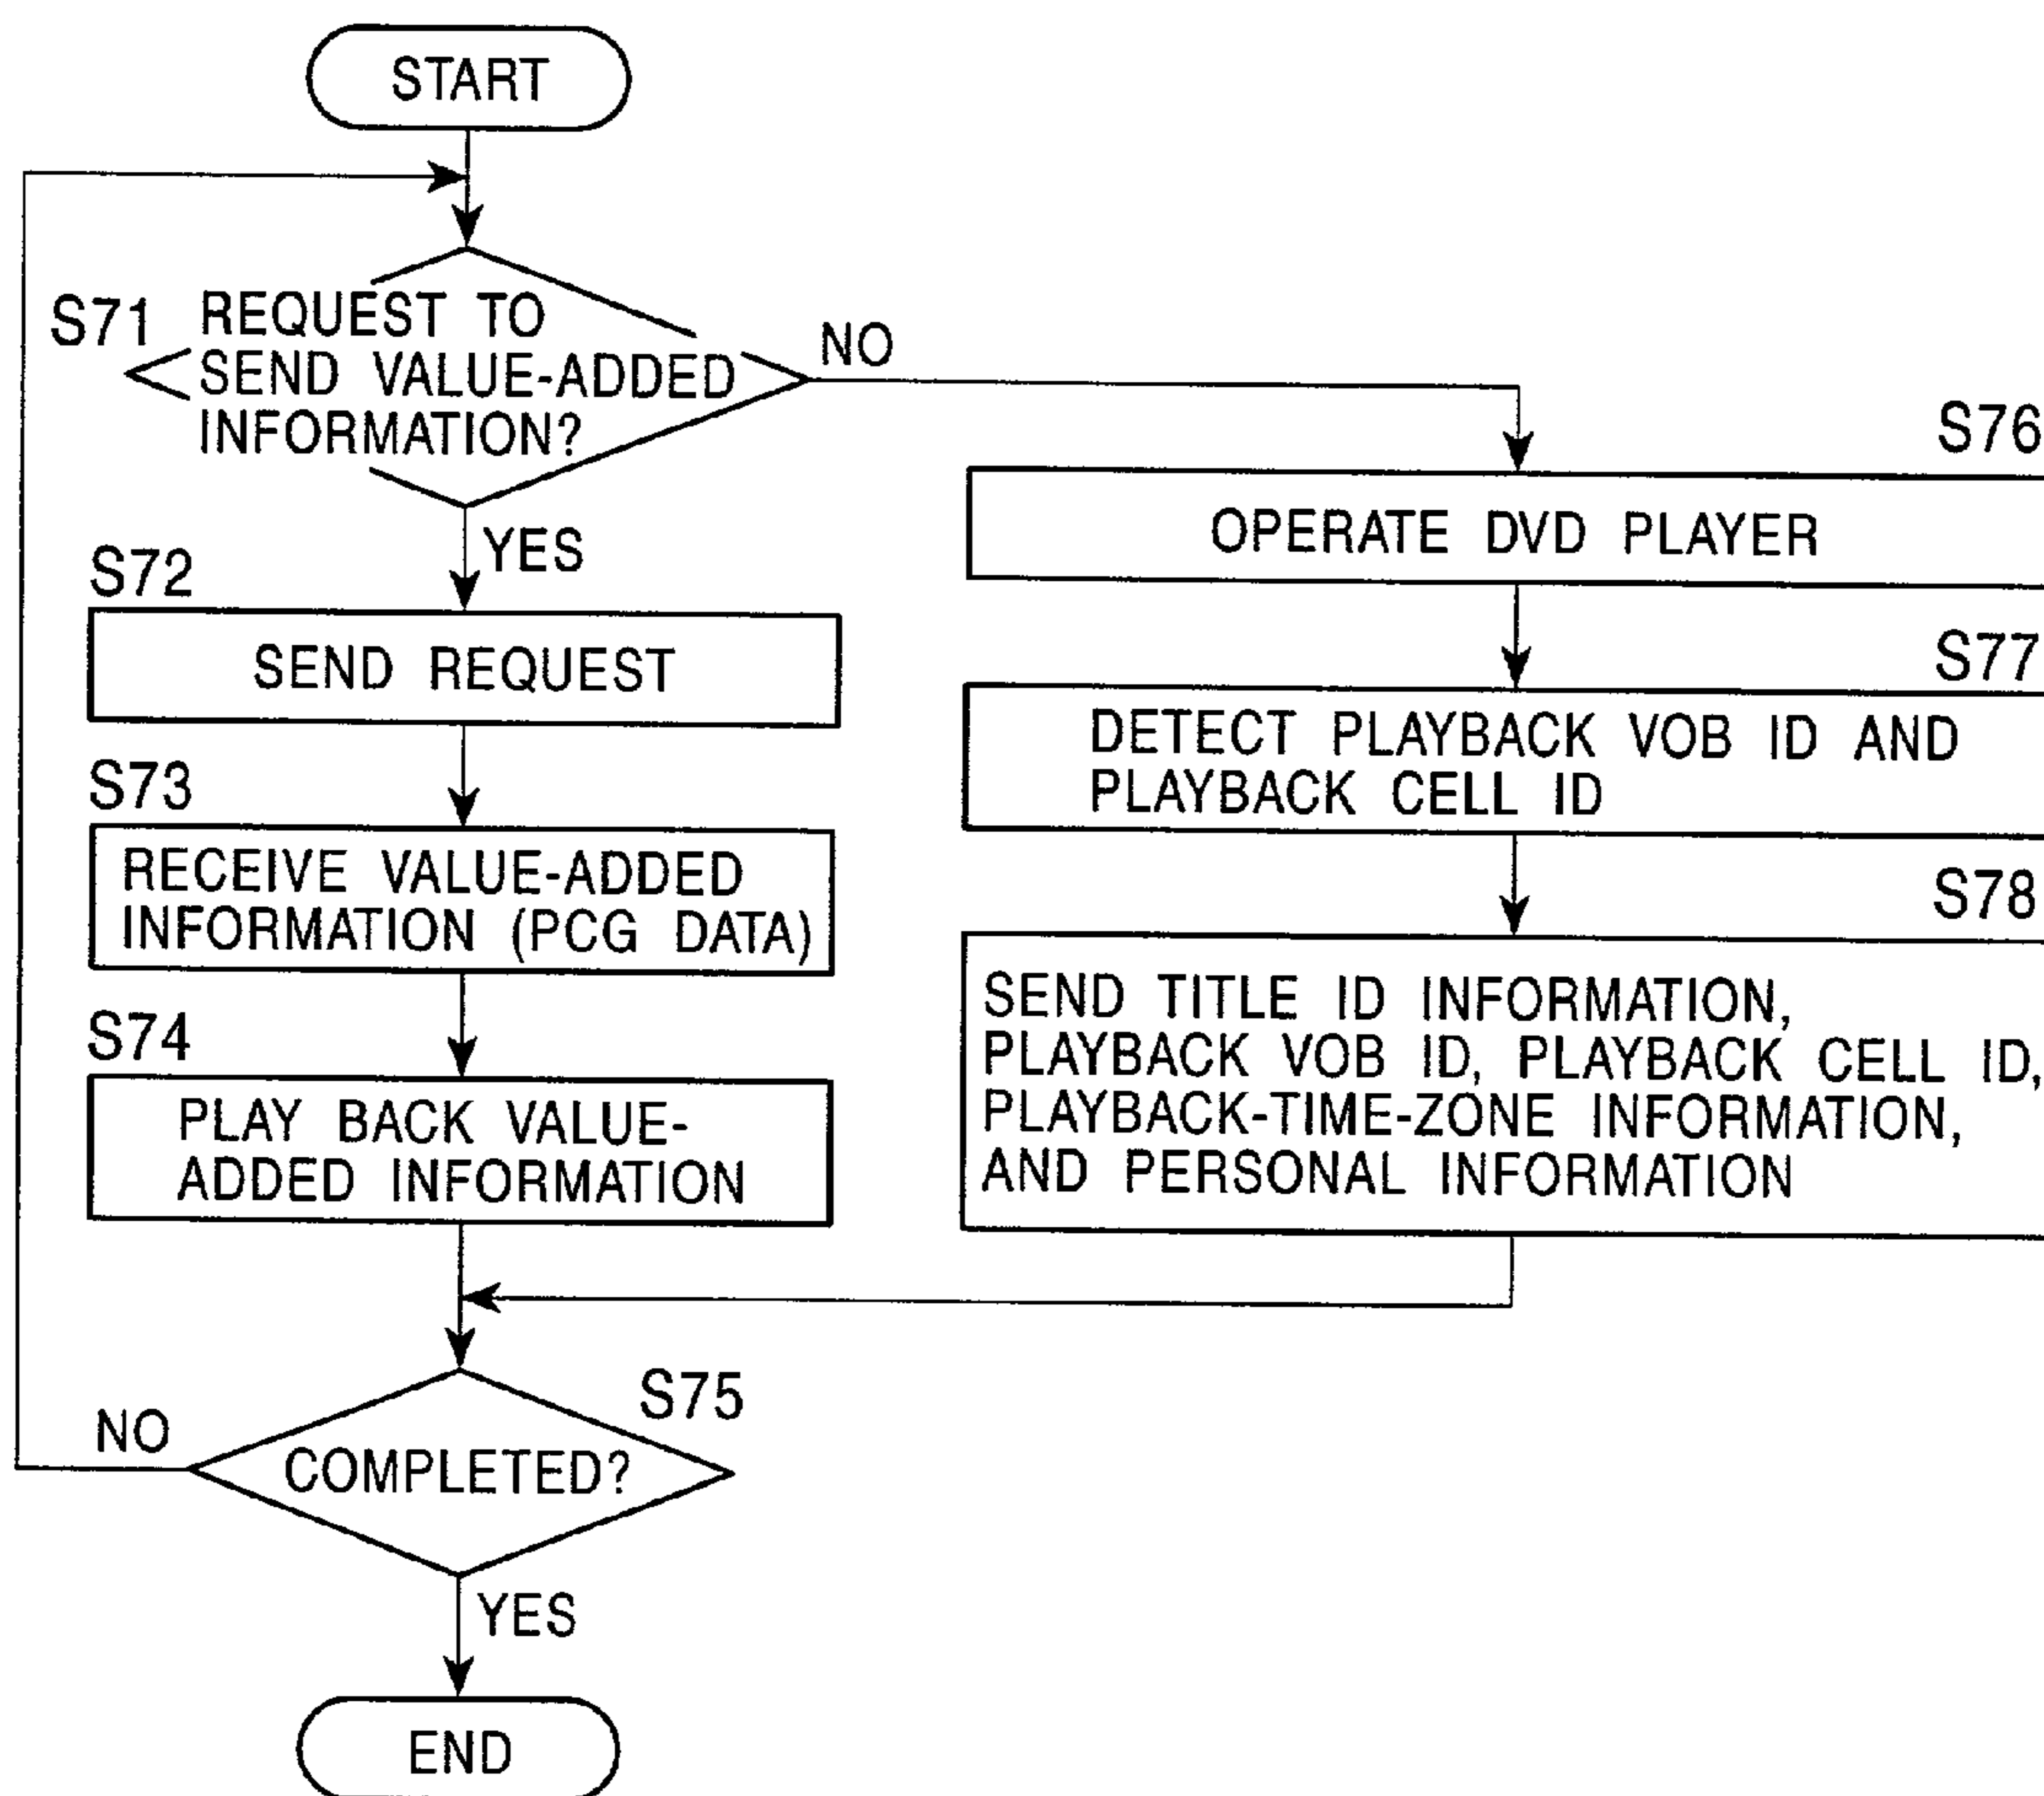 START
S71
REQUEST TO
SEND VALUE-ADDED
INFORMATION?
NO
YES
S72
SEND REQUEST
S73
RECEIVE VALUE-ADDED
INFORMATION (PCG DATA)
S74
PLAY BACK VALUE-
ADDED INFORMATION
S76
OPERATE DVD PLAYER
S77
DETECT PLAYBACK VOB ID AND
PLAYBACK CELL ID
S78
SEND TITLE ID INFORMATION,
PLAYBACK VOB ID, PLAYBACK CELL ID,
PLAYBACK-TIME-ZONE INFORMATION,
AND PERSONAL INFORMATION
S75
COMPLETED?
NO
YES
END